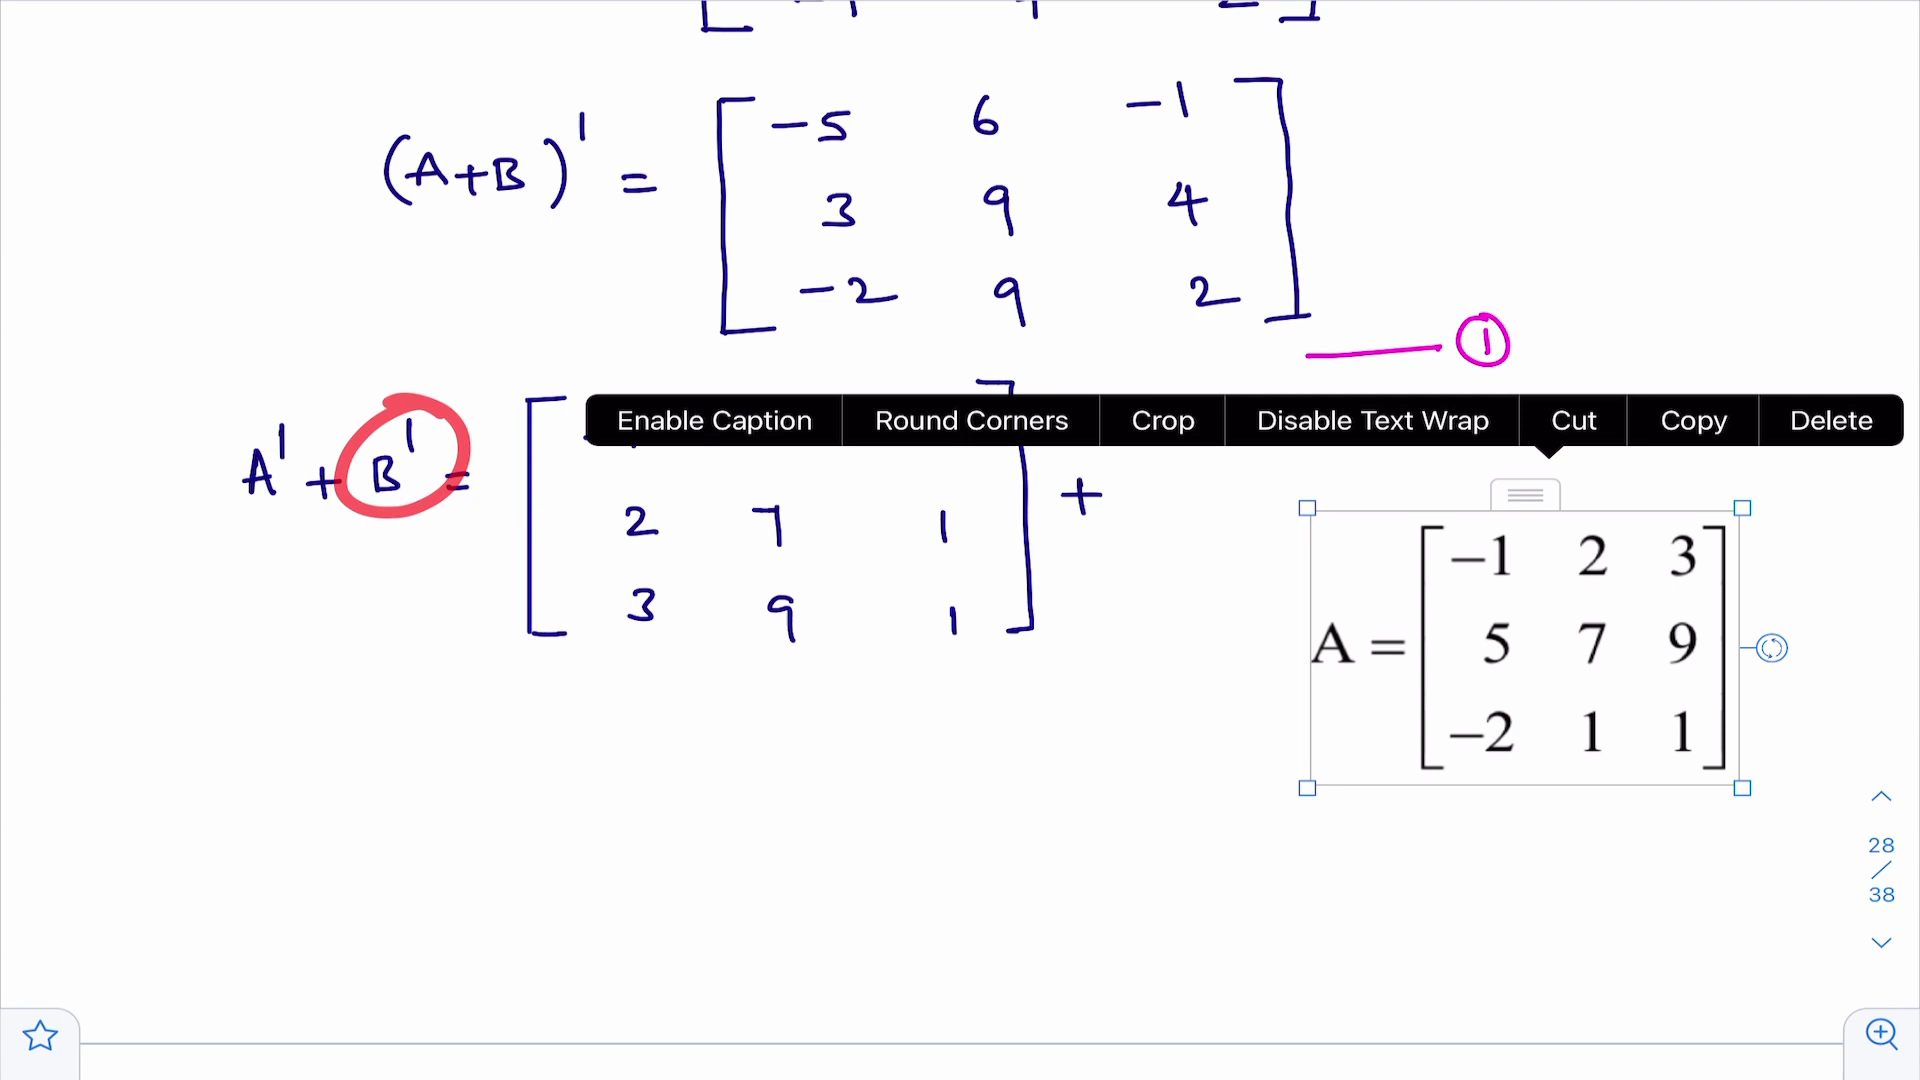 -5 6 -1
(A+B)' = 3 9 4
-2 9 2
①
Enable Caption Round Corners Crop Disable Text Wrap Cut Copy Delete
A' + B' = +
2 7 1
3 9 1
−1 2 3
A = 5 7 9
−2 1 1
28
/
38